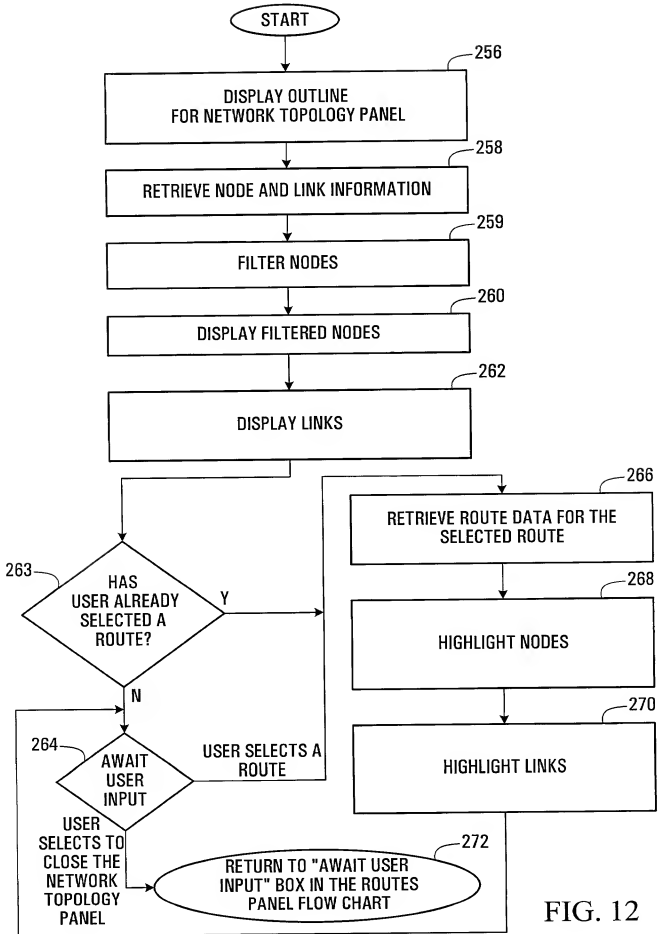 START
256
DISPLAY OUTLINE
FOR NETWORK TOPOLOGY PANEL
258
RETRIEVE NODE AND LINK INFORMATION
259
FILTER NODES
260
DISPLAY FILTERED NODES
262
DISPLAY LINKS
263
HAS
USER ALREADY
SELECTED A
ROUTE?
Y
N
264
AWAIT
USER
INPUT
USER SELECTS A
ROUTE
USER
SELECTS TO
CLOSE THE
NETWORK
TOPOLOGY
PANEL
266
RETRIEVE ROUTE DATA FOR THE
SELECTED ROUTE
268
HIGHLIGHT NODES
270
HIGHLIGHT LINKS
272
RETURN TO "AWAIT USER
INPUT" BOX IN THE ROUTES
PANEL FLOW CHART
FIG. 12